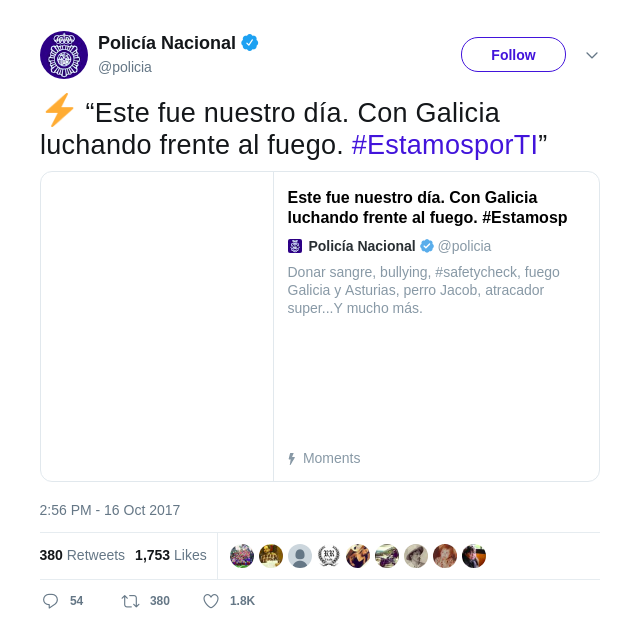 Policía Nacional
@policia
Follow
⚡ “Este fue nuestro día. Con Galicia
luchando frente al fuego. #EstamosporTI”
Este fue nuestro día. Con Galicia
luchando frente al fuego. #Estamosp
Policía Nacional @policia
Donar sangre, bullying, #safetycheck, fuego
Galicia y Asturias, perro Jacob, atracador
super...Y mucho más.
Moments
2:56 PM - 16 Oct 2017
380 Retweets 1,753 Likes
54 380 1.8K